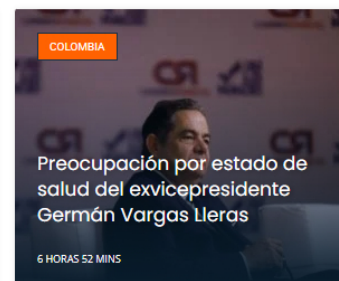 COLOMBIA
Preocupación por estado de
salud del exvicepresidente
Germán Vargas Lleras
6 HORAS 52 MINS